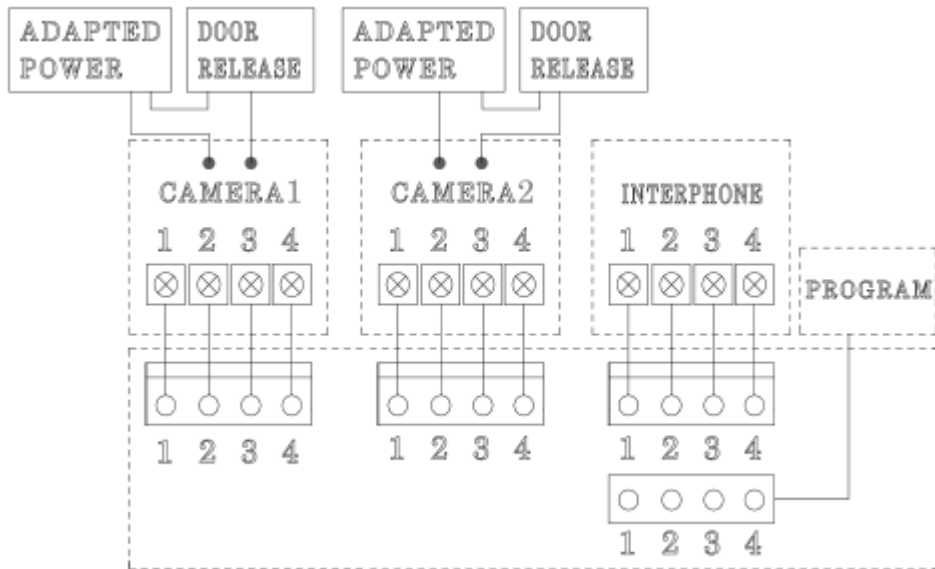 ADAPTED POWER
DOOR RELEASE
ADAPTED POWER
DOOR RELEASE
CAMERA1
1 2 3 4
CAMERA2
1 2 3 4
INTERPHONE
1 2 3 4
PROGRAM
1 2 3 4
1 2 3 4
1 2 3 4
1 2 3 4